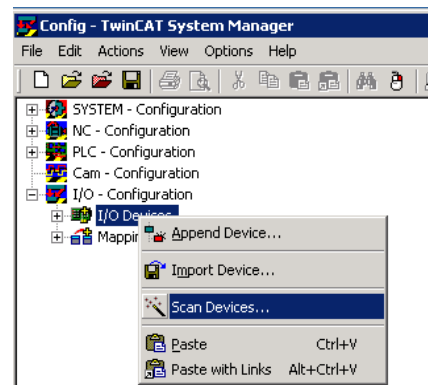 Config - TwinCAT System Manager
File Edit Actions View Options Help
SYSTEM - Configuration
NC - Configuration
PLC - Configuration
Cam - Configuration
I/O - Configuration
I/O Devices
Append Device...
Mappin
Import Device...
Scan Devices...
Paste Ctrl+V
Paste with Links Alt+Ctrl+V